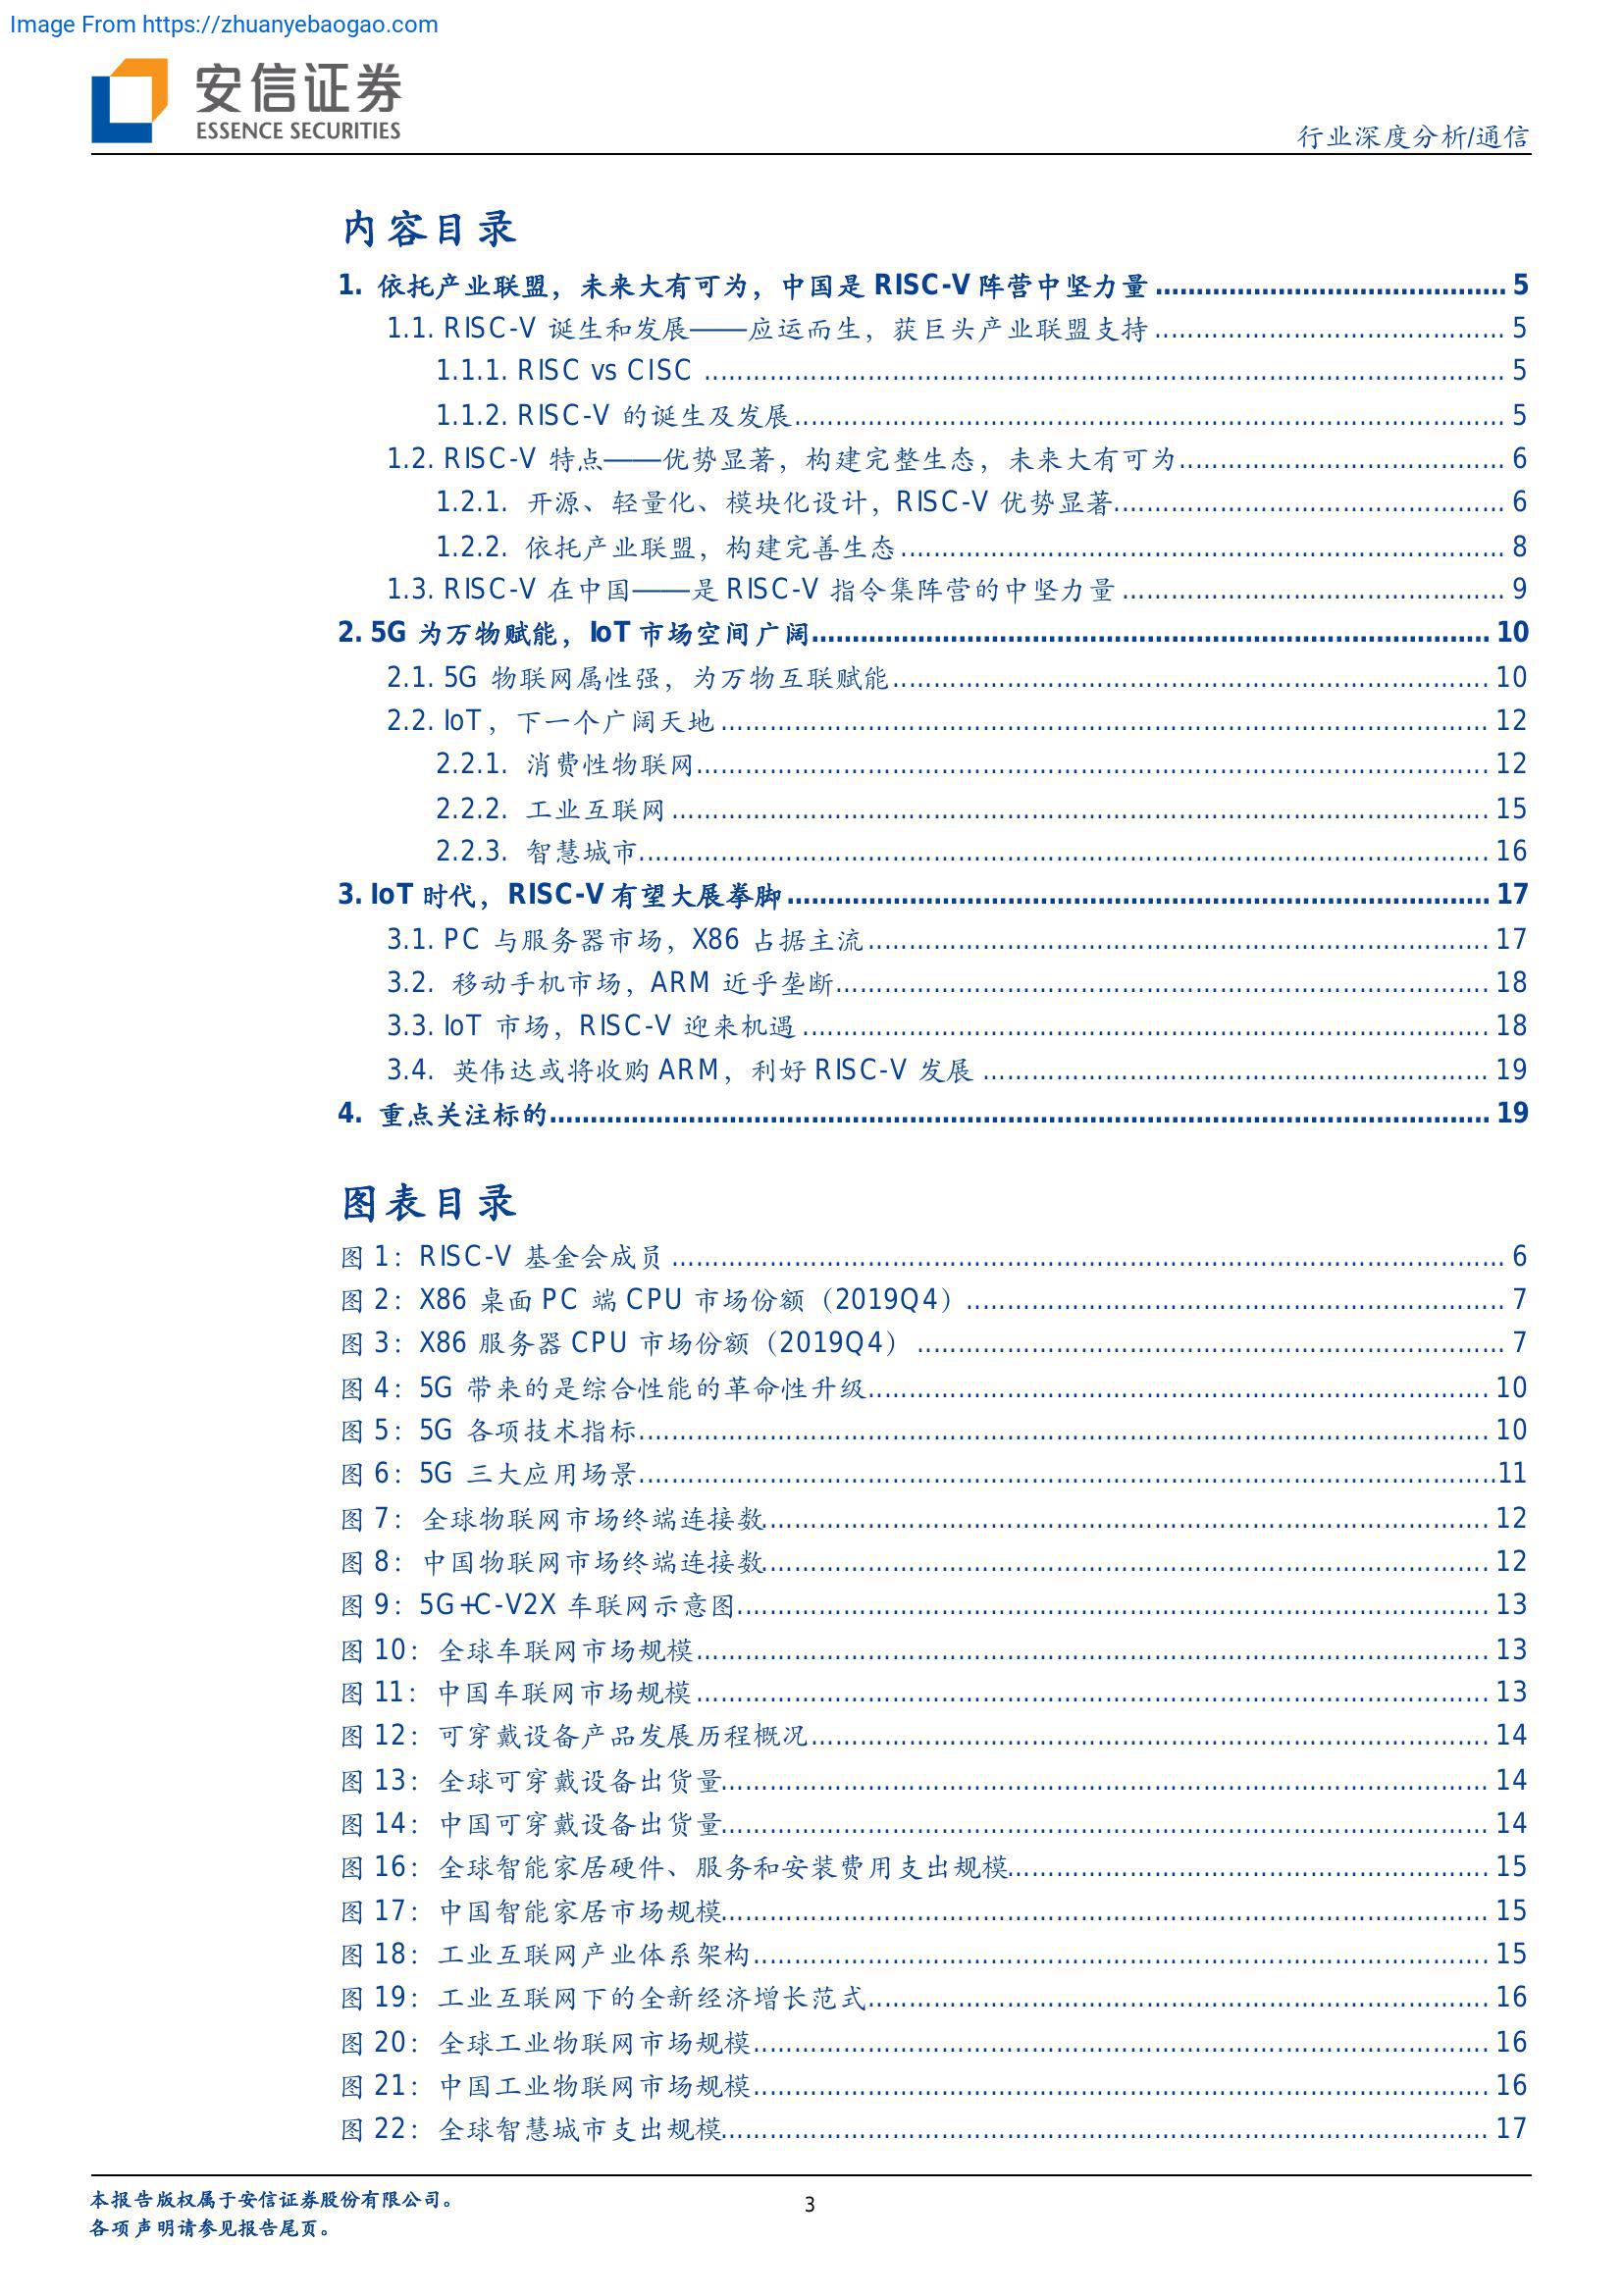 Image From https://zhuanyebaogao.com
安信证券
ESSENCE SECURITIES
行业深度分析/通信
内容目录
1. 依托产业联盟，未来大有可为，中国是 RISC-V 阵营中坚力量 ........ 5
1.1. RISC-V 诞生和发展——应运而生，获巨头产业联盟支持 ........ 5
1.1.1. RISC vs CISC ........ 5
1.1.2. RISC-V 的诞生及发展 ........ 5
1.2. RISC-V 特点——优势显著，构建完整生态，未来大有可为 ........ 6
1.2.1. 开源、轻量化、模块化设计，RISC-V 优势显著 ........ 6
1.2.2. 依托产业联盟，构建完善生态 ........ 8
1.3. RISC-V 在中国——是 RISC-V 指令集阵营的中坚力量 ........ 9
2. 5G 为万物赋能，IoT 市场空间广阔 ........ 10
2.1. 5G 物联网属性强，为万物互联赋能 ........ 10
2.2. IoT，下一个广阔天地 ........ 12
2.2.1. 消费性物联网 ........ 12
2.2.2. 工业互联网 ........ 15
2.2.3. 智慧城市 ........ 16
3. IoT 时代，RISC-V 有望大展拳脚 ........ 17
3.1. PC 与服务器市场，X86 占据主流 ........ 17
3.2. 移动手机市场，ARM 近乎垄断 ........ 18
3.3. IoT 市场，RISC-V 迎来机遇 ........ 18
3.4. 英伟达或将收购 ARM，利好 RISC-V 发展 ........ 19
4. 重点关注标的 ........ 19
图表目录
图 1：RISC-V 基金会成员 ........ 6
图 2：X86 桌面 PC 端 CPU 市场份额（2019Q4） ........ 7
图 3：X86 服务器 CPU 市场份额（2019Q4） ........ 7
图 4：5G 带来的是综合性能的革命性升级 ........ 10
图 5：5G 各项技术指标 ........ 10
图 6：5G 三大应用场景 ........ 11
图 7：全球物联网市场终端连接数 ........ 12
图 8：中国物联网市场终端连接数 ........ 12
图 9：5G+C-V2X 车联网示意图 ........ 13
图 10：全球车联网市场规模 ........ 13
图 11：中国车联网市场规模 ........ 13
图 12：可穿戴设备产品发展历程概况 ........ 14
图 13：全球可穿戴设备出货量 ........ 14
图 14：中国可穿戴设备出货量 ........ 14
图 16：全球智能家居硬件、服务和安装费用支出规模 ........ 15
图 17：中国智能家居市场规模 ........ 15
图 18：工业互联网产业体系架构 ........ 15
图 19：工业互联网下的全新经济增长范式 ........ 16
图 20：全球工业物联网市场规模 ........ 16
图 21：中国工业物联网市场规模 ........ 16
图 22：全球智慧城市支出规模 ........ 17
本报告版权属于安信证券股份有限公司。
3
各项声明请参见报告尾页。